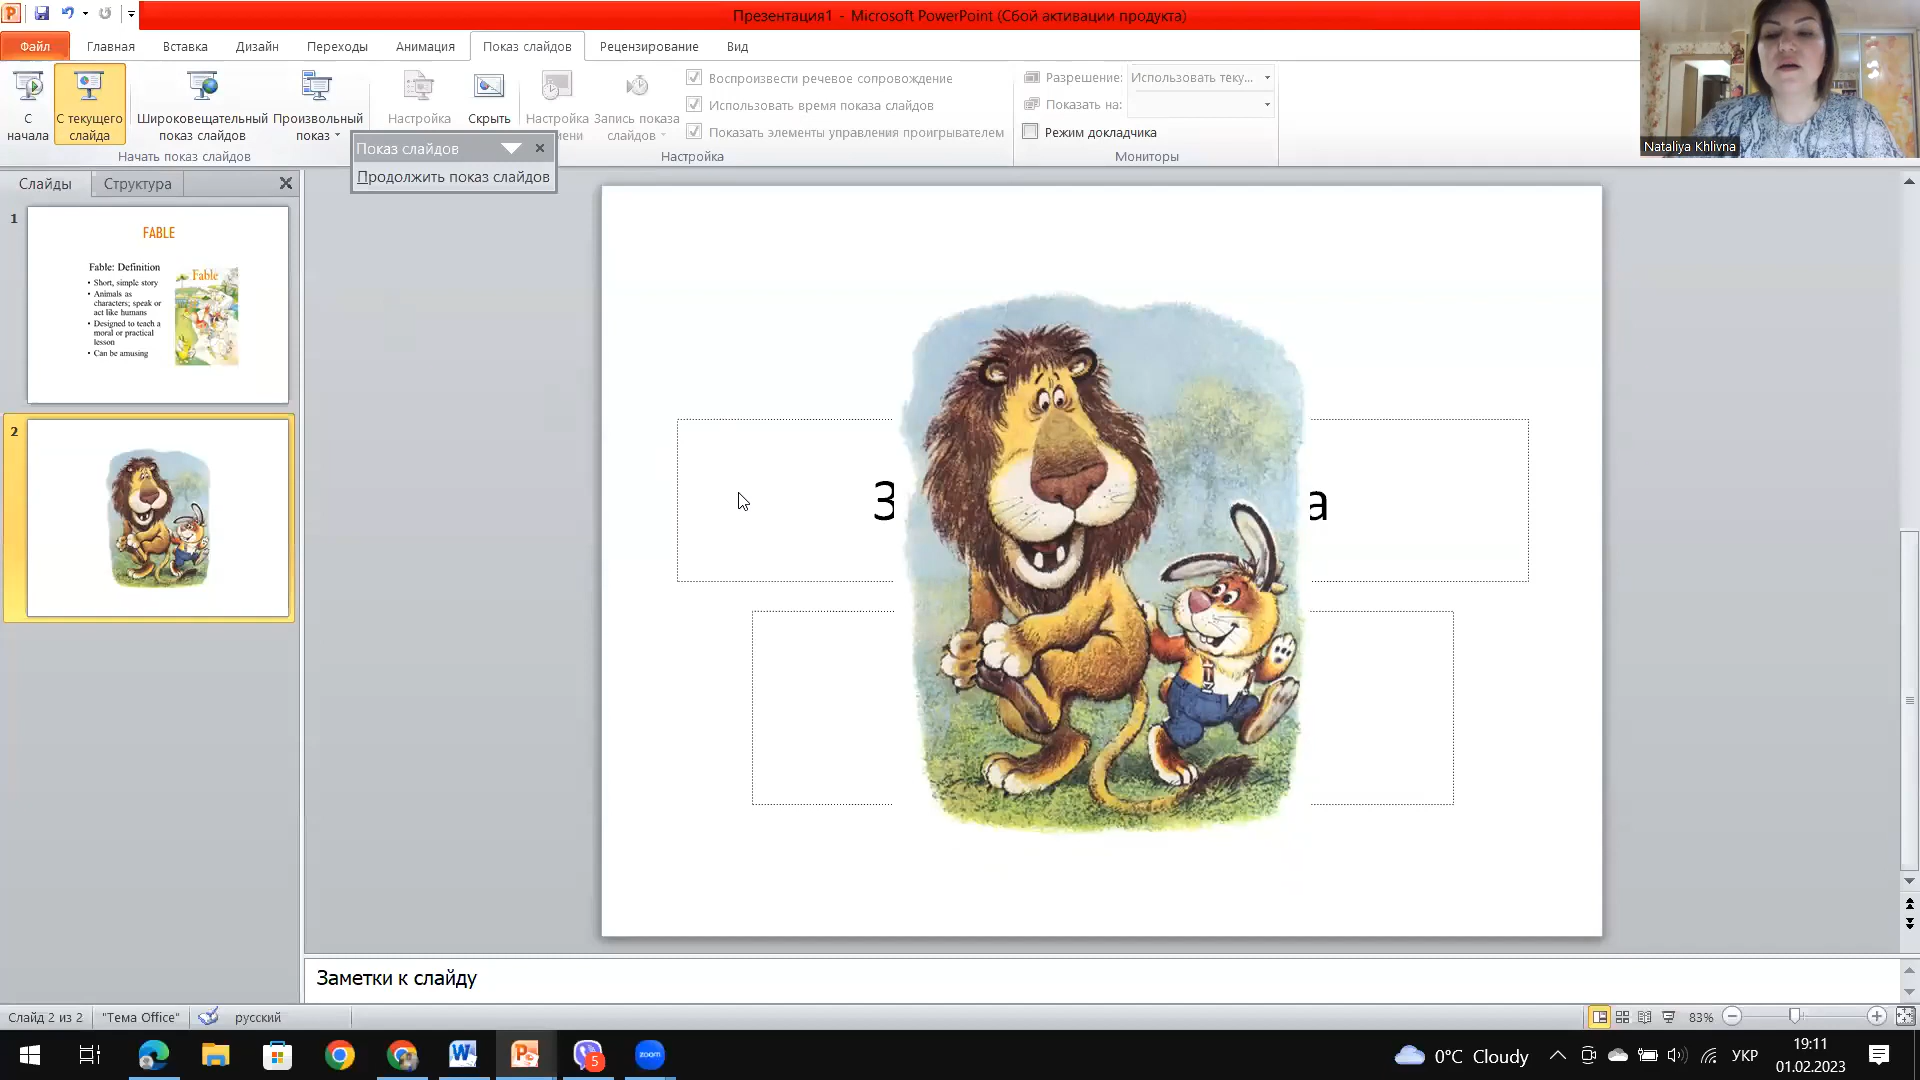 Презентация1 - Microsoft PowerPoint (Сбой активации продукта)
Файл Главная Вставка Дизайн Переходы Анимация Показ слайдов Рецензирование Вид
С начала
С текущего слайда
Широковещательный показ слайдов
Произвольный показ
Начать показ слайдов
Настройка
Скрыть
Настройка
Запись показа слайдов
Воспроизвести речевое сопровождение
Использовать время показа слайдов
Показать элементы управления проигрывателем
Настройка
Разрешение: Использовать теку...
Показать на:
Режим докладчика
Мониторы
Nataliya Khlivna
Показ слайдов
Продолжить показ слайдов
Слайды Структура
1
FABLE
Fable: Definition
• Short, simple story
• Animals as
characters; speak or
act like humans
• Designed to teach a
moral or practical
lesson
• Can be amusing
Fable
2
З
а
Заметки к слайду
Слайд 2 из 2 "Тема Office" русский 83%
5
zoom
0°C Cloudy
УКР
19:11
01.02.2023